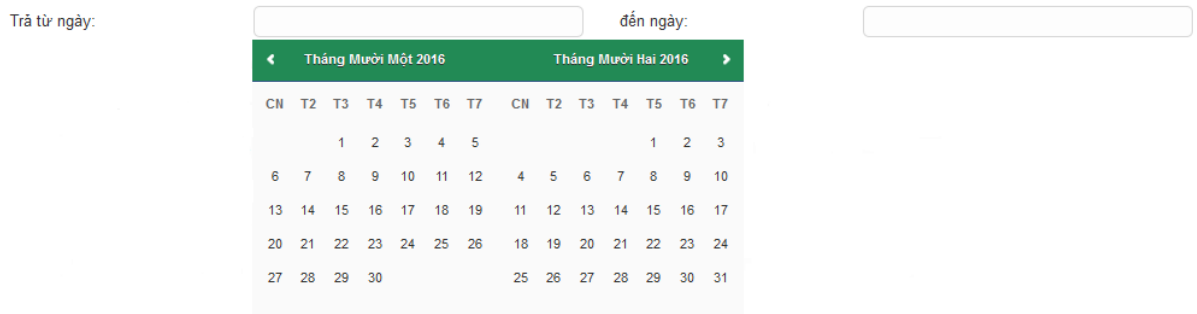 Trả từ ngày: đến ngày:
Tháng Mười Một 2016 Tháng Mười Hai 2016
CN T2 T3 T4 T5 T6 T7 CN T2 T3 T4 T5 T6 T7
1 2 3 4 5 1 2 3
6 7 8 9 10 11 12 4 5 6 7 8 9 10
13 14 15 16 17 18 19 11 12 13 14 15 16 17
20 21 22 23 24 25 26 18 19 20 21 22 23 24
27 28 29 30 25 26 27 28 29 30 31